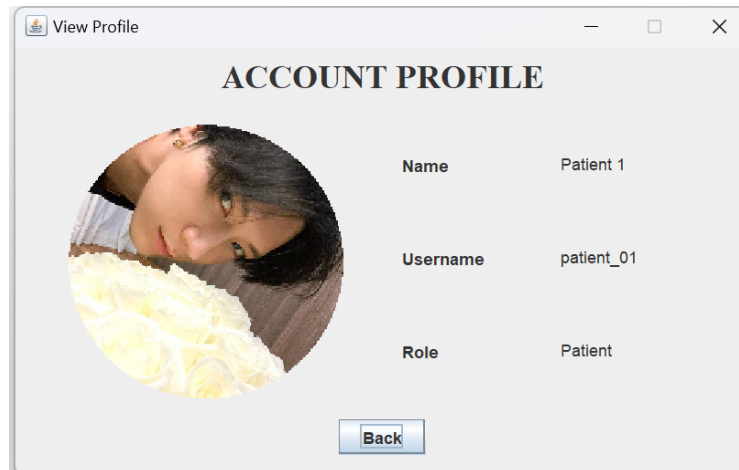 View Profile
ACCOUNT PROFILE
Name Patient 1
Username patient_01
Role Patient
Back